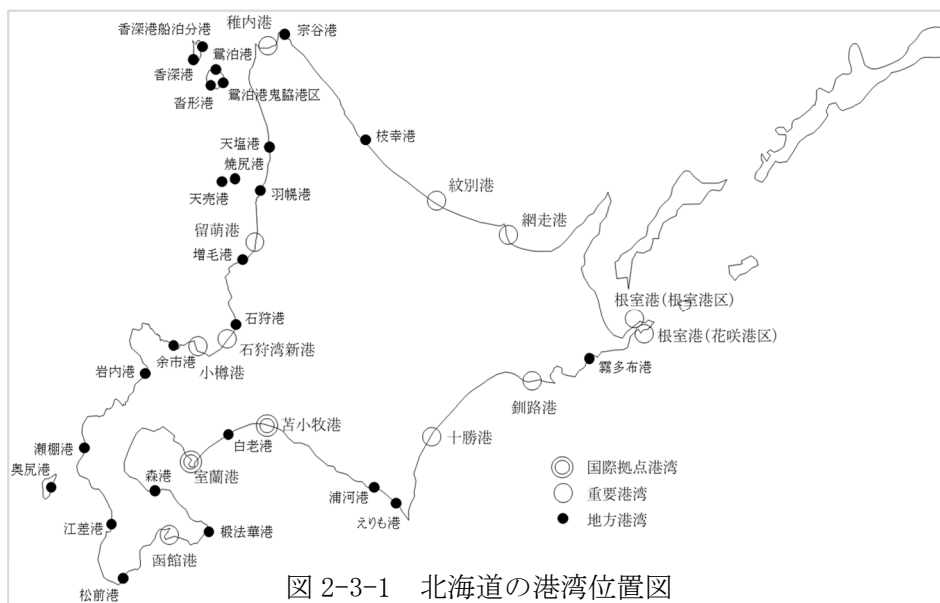 稚内港
宗谷港
香深港船泊分港
鴛泊港
香深港
沓形港
鴛泊港鬼脇港区
枝幸港
天塩港
焼尻港
天売港
羽幌港
紋別港
網走港
留萌港
増毛港
石狩港
石狩湾新港
余市港
小樽港
岩内港
根室港(根室港区)
根室港(花咲港区)
霧多布港
釧路港
十勝港
苫小牧港
白老港
室蘭港
瀬棚港
奥尻港
森港
浦河港
えりも港
江差港
椴法華港
函館港
松前港
国際拠点港湾
重要港湾
地方港湾
図 2-3-1 北海道の港湾位置図